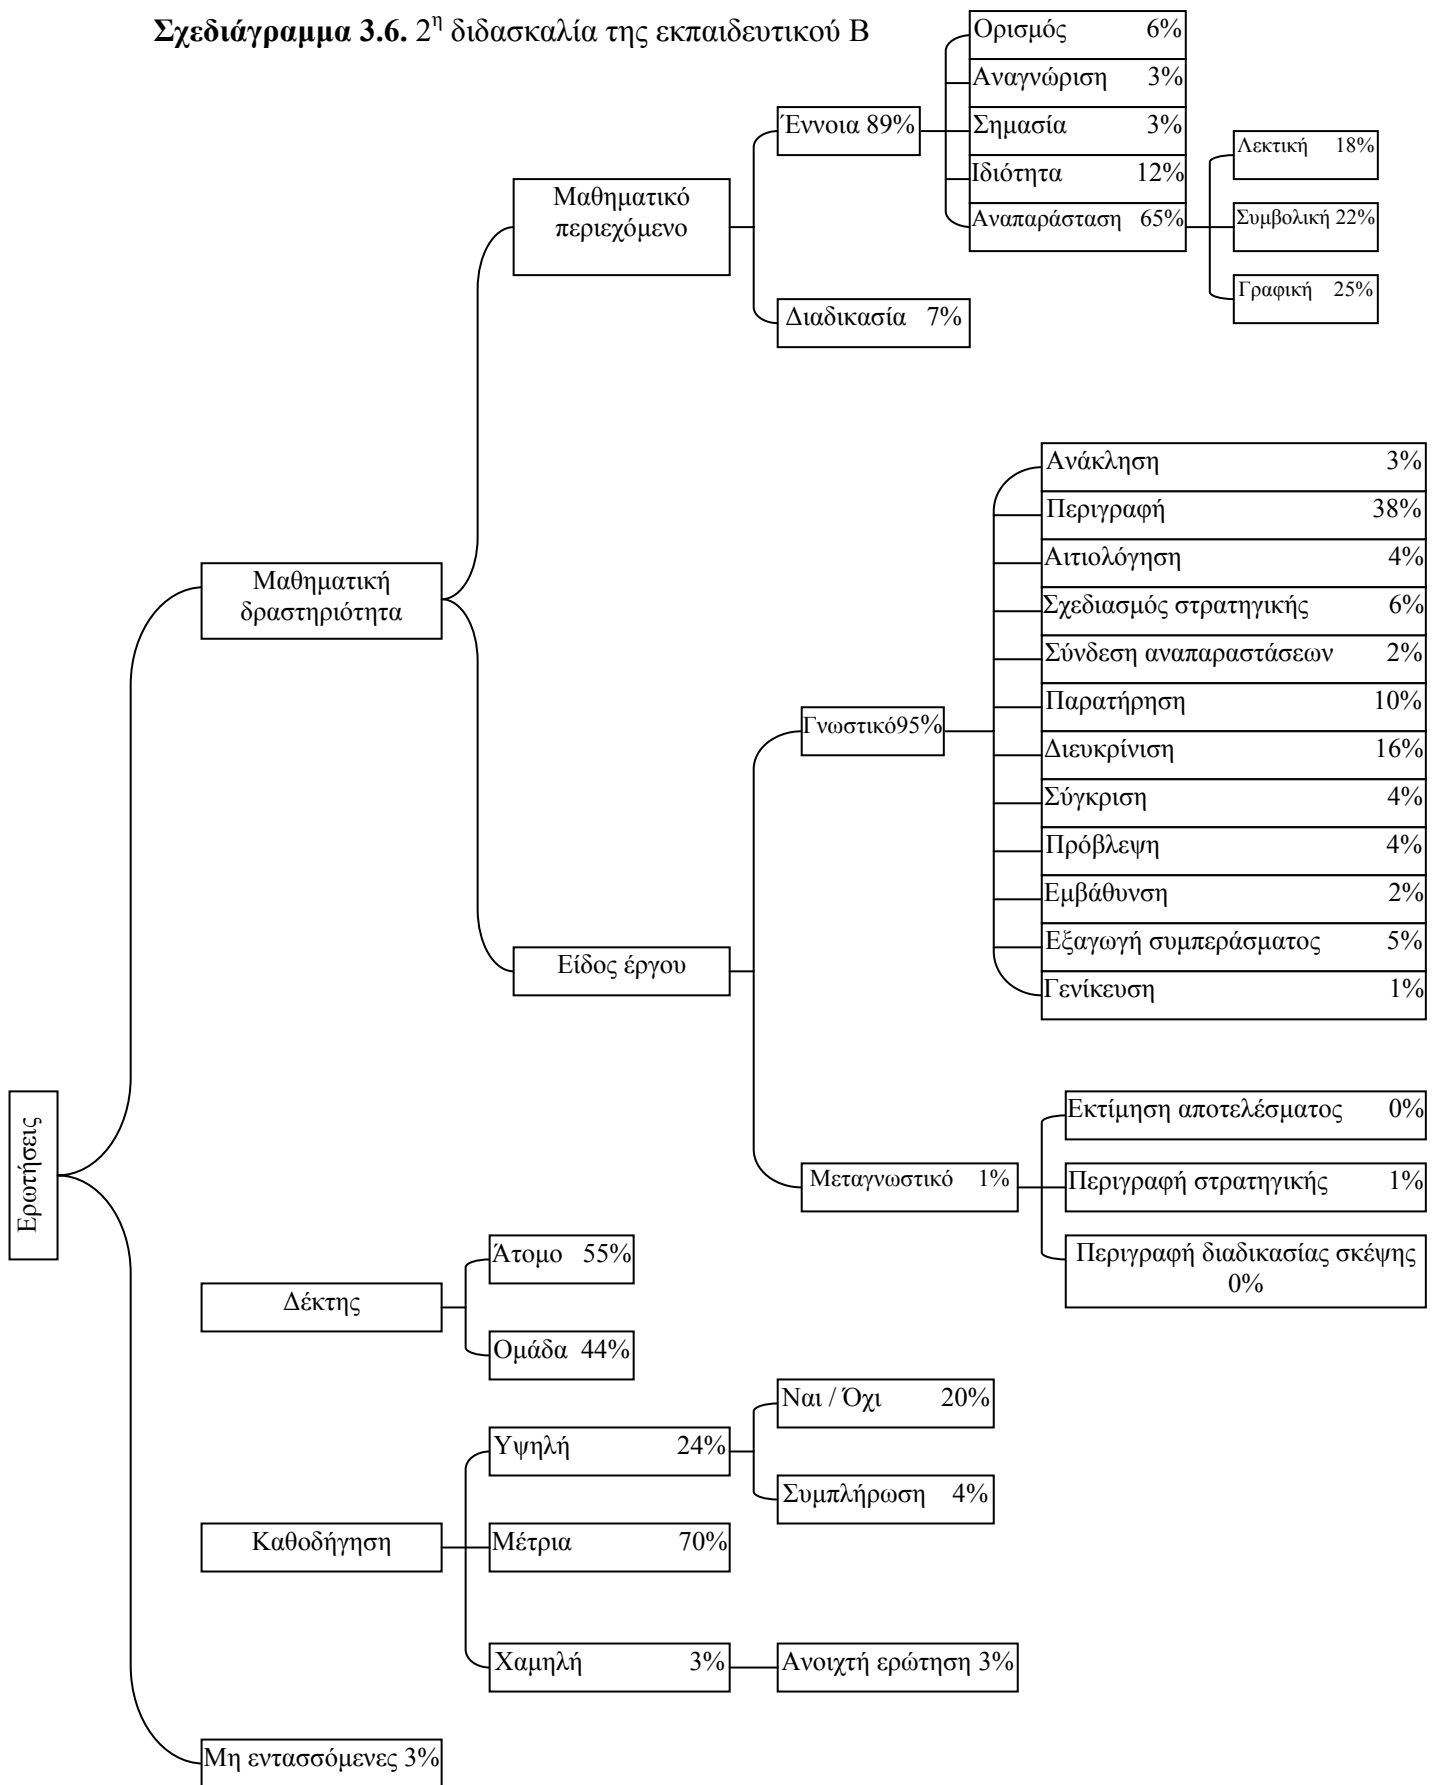 Σχεδιάγραμμα 3.6. 2η διδασκαλία της εκπαιδευτικού Β
Ορισμός 6%
Αναγνώριση 3%
Έννοια 89%
Σημασία 3%
Ιδιότητα 12%
Αναπαράσταση 65%
Λεκτική 18%
Συμβολική 22%
Γραφική 25%
Μαθηματικό
περιεχόμενο
Διαδικασία 7%
Μαθηματική
δραστηριότητα
Ανάκληση 3%
Περιγραφή 38%
Αιτιολόγηση 4%
Σχεδιασμός στρατηγικής 6%
Σύνδεση αναπαραστάσεων 2%
Παρατήρηση 10%
Διευκρίνιση 16%
Σύγκριση 4%
Πρόβλεψη 4%
Εμβάθυνση 2%
Εξαγωγή συμπεράσματος 5%
Γενίκευση 1%
Γνωστικό95%
Είδος έργου
Μεταγνωστικό 1%
Εκτίμηση αποτελέσματος 0%
Περιγραφή στρατηγικής 1%
Περιγραφή διαδικασίας σκέψης
0%
Ερωτήσεις
Δέκτης
Άτομο 55%
Ομάδα 44%
Καθοδήγηση
Υψηλή 24%
Ναι / Όχι 20%
Συμπλήρωση 4%
Μέτρια 70%
Χαμηλή 3%
Ανοιχτή ερώτηση 3%
Μη εντασσόμενες 3%